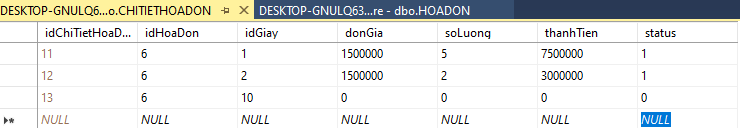 DESKTOP-GNULQ6...o.CHITIETHOADON DESKTOP-GNULQ63...re - dbo.HOADON
idChiTietHoaD... idHoaDon idGiay donGia soLuong thanhTien status
11 6 1 1500000 5 7500000 1
12 6 2 1500000 2 3000000 1
13 6 10 0 0 0 0
NULL NULL NULL NULL NULL NULL NULL